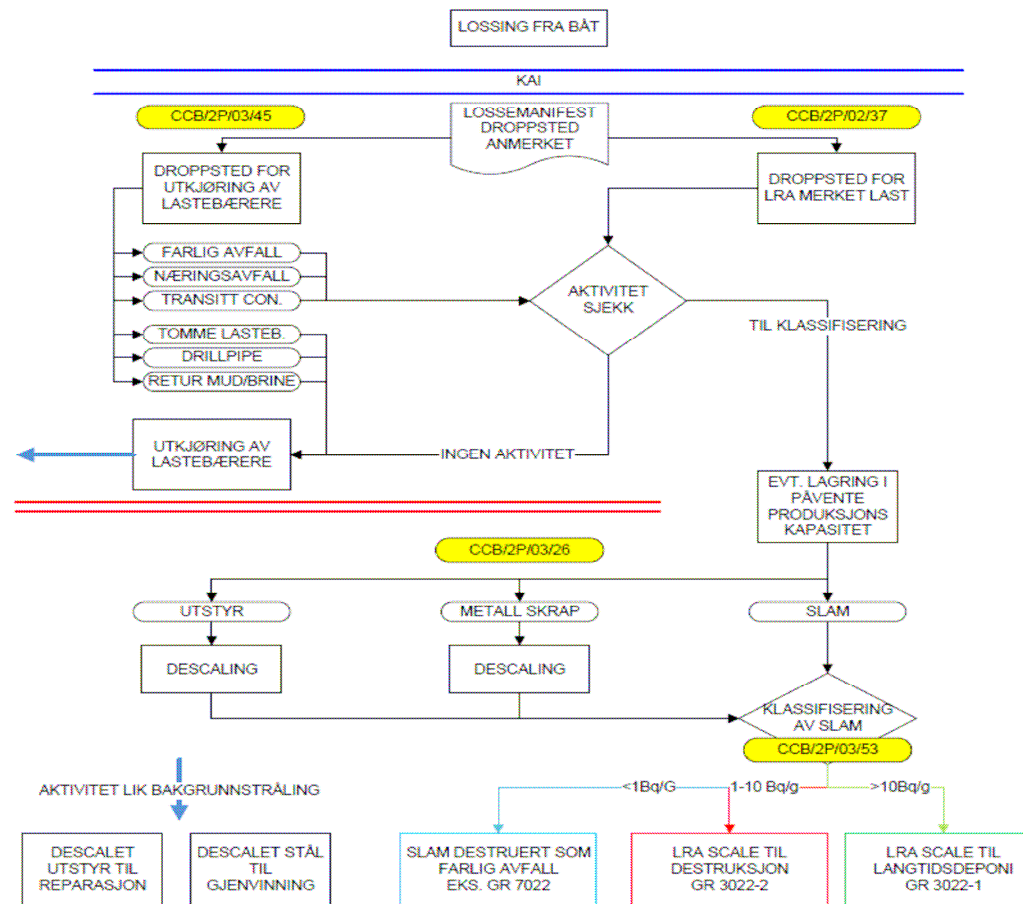 LOSSING FRA BÅT
KAI
CCB/2P/03/45
LOSSEMANIFEST
DROPPSTED
ANMERKET
CCB/2P/02/37
DROPPSTED FOR
UTKJØRING AV
LASTEBÆRERE
DROPPSTED FOR
LRA MERKET LAST
FARLIG AVFALL
NÆRINGSAVFALL
TRANSITT CON.
TOMME LASTEB.
DRILLPIPE
RETUR MUD/BRINE
AKTIVITET
SJEKK
TIL KLASSIFISERING
UTKJØRING AV
LASTEBÆRERE
INGEN AKTIVITET
EVT. LAGRING I
PÅVENTE
PRODUKSJONS
KAPASITET
CCB/2P/03/26
UTSTYR
METALL SKRAP
SLAM
DESCALING
DESCALING
KLASSIFISERING
AV SLAM
CCB/2P/03/53
AKTIVITET LIK BAKGRUNNSTRÅLING
<1Bq/G
1-10 Bq/g
>10Bq/g
DESCALET
UTSTYR TIL
REPARASJON
DESCALET STÅL
TIL
GJENVINNING
SLAM DESTRUERT SOM
FARLIG AVFALL
EKS. GR 7022
LRA SCALE TIL
DESTRUKSJON
GR 3022-2
LRA SCALE TIL
LANGTIDSDEPONI
GR 3022-1